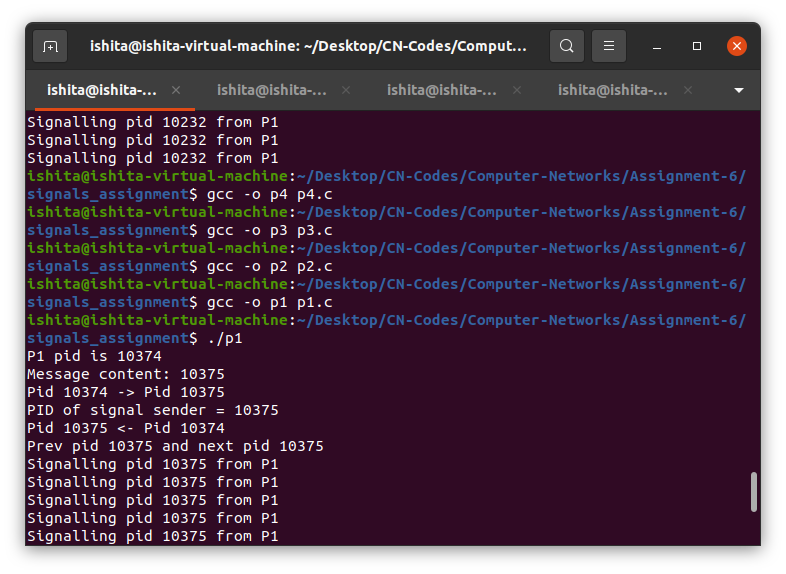 ishita@ishita-virtual-machine: ~/Desktop/CN-Codes/Comput...
ishita@ishita-...
ishita@ishita-...
ishita@ishita-...
ishita@ishita-...
Signalling pid 10232 from P1
Signalling pid 10232 from P1
Signalling pid 10232 from P1
ishita@ishita-virtual-machine:~/Desktop/CN-Codes/Computer-Networks/Assignment-6/
signals_assignment$ gcc -o p4 p4.c
ishita@ishita-virtual-machine:~/Desktop/CN-Codes/Computer-Networks/Assignment-6/
signals_assignment$ gcc -o p3 p3.c
ishita@ishita-virtual-machine:~/Desktop/CN-Codes/Computer-Networks/Assignment-6/
signals_assignment$ gcc -o p2 p2.c
ishita@ishita-virtual-machine:~/Desktop/CN-Codes/Computer-Networks/Assignment-6/
signals_assignment$ gcc -o p1 p1.c
ishita@ishita-virtual-machine:~/Desktop/CN-Codes/Computer-Networks/Assignment-6/
signals_assignment$ ./p1
P1 pid is 10374
Message content: 10375
Pid 10374 -> Pid 10375
PID of signal sender = 10375
Pid 10375 <- Pid 10374
Prev pid 10375 and next pid 10375
Signalling pid 10375 from P1
Signalling pid 10375 from P1
Signalling pid 10375 from P1
Signalling pid 10375 from P1
Signalling pid 10375 from P1